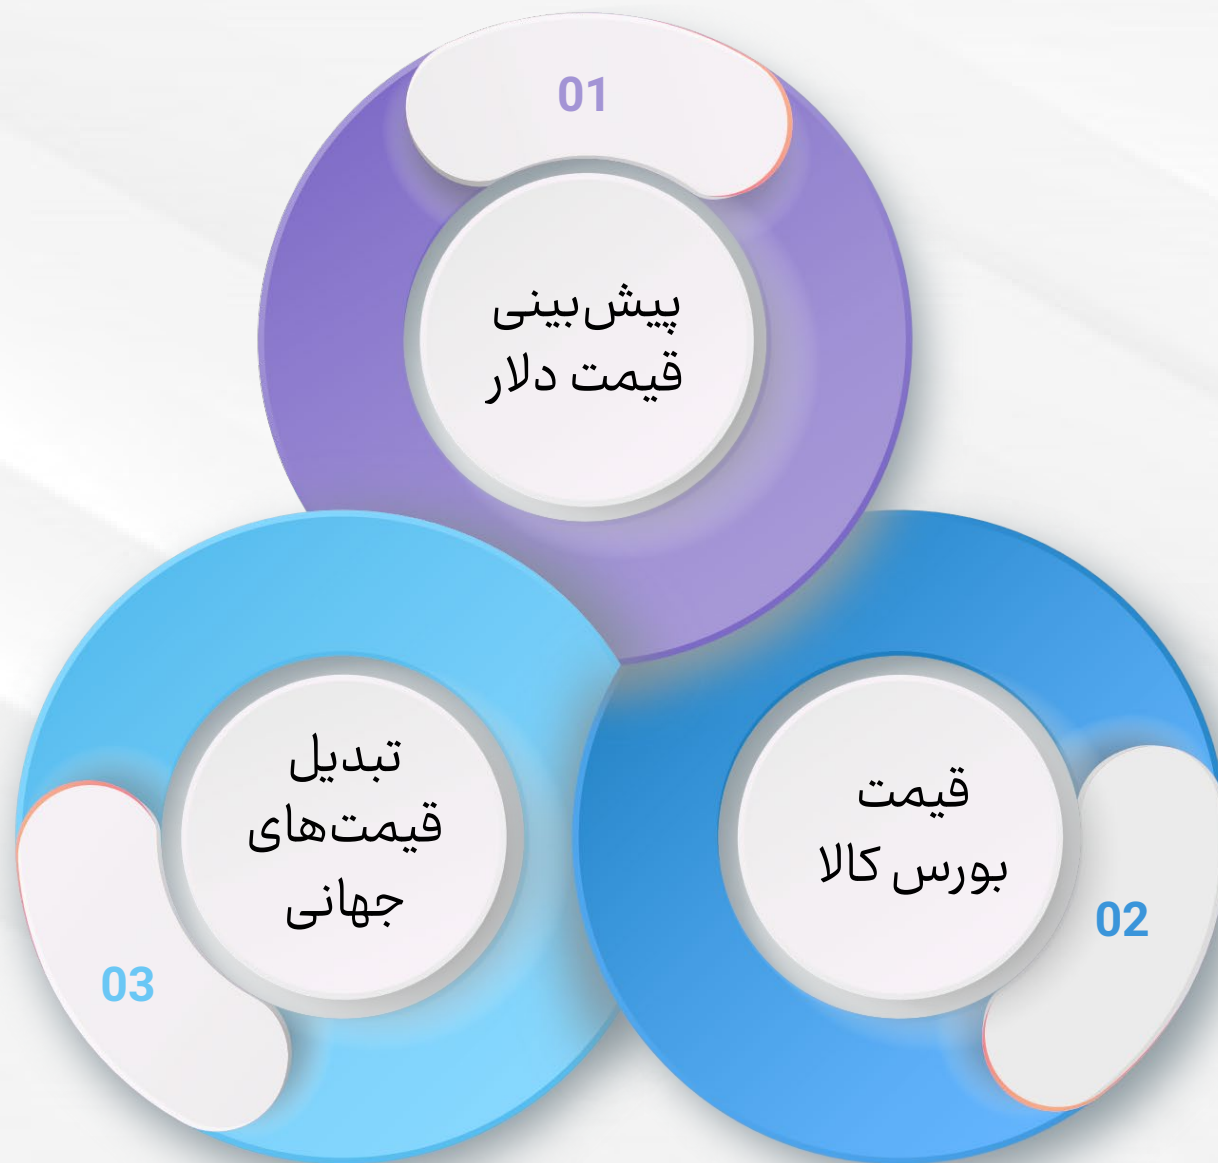 01
پیش‌بینی
قیمت دلار
قیمت
بورس کالا
02
تبدیل
قیمت‌های
جهانی
03